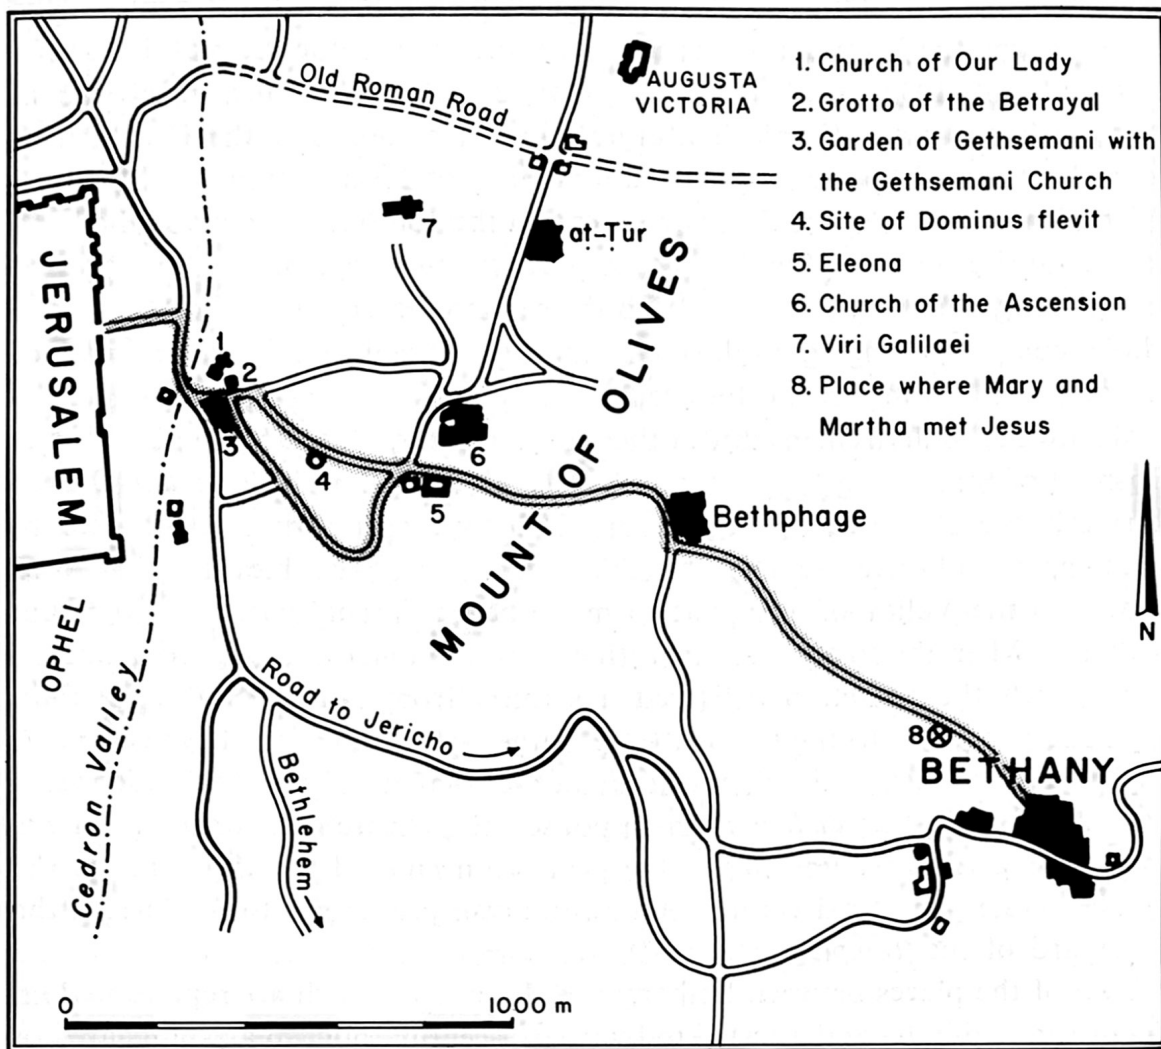 Old Roman Road
AUGUSTA
VICTORIA
1. Church of Our Lady
2. Grotto of the Betrayal
3. Garden of Gethsemani with
the Gethsemani Church
4. Site of Dominus flevit
5. Eleona
6. Church of the Ascension
7. Viri Galilaei
8. Place where Mary and
Martha met Jesus
7
at-Tūr
JERUSALEM
1
2
3
4
5
6
MOUNT OF OLIVES
Bethphage
N
OPHEL
Cedron Valley
Road to Jericho
Bethlehem
8
BETHANY
0
1000 m